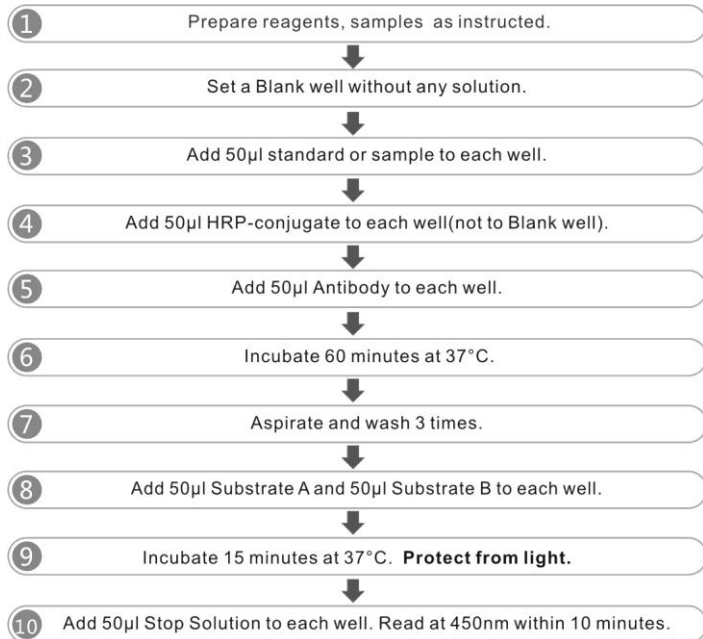 1 Prepare reagents, samples as instructed.
2 Set a Blank well without any solution.
3 Add 50µl standard or sample to each well.
4 Add 50µl HRP-conjugate to each well(not to Blank well).
5 Add 50µl Antibody to each well.
6 Incubate 60 minutes at 37°C.
7 Aspirate and wash 3 times.
8 Add 50µl Substrate A and 50µl Substrate B to each well.
9 Incubate 15 minutes at 37°C. Protect from light.
10 Add 50µl Stop Solution to each well. Read at 450nm within 10 minutes.